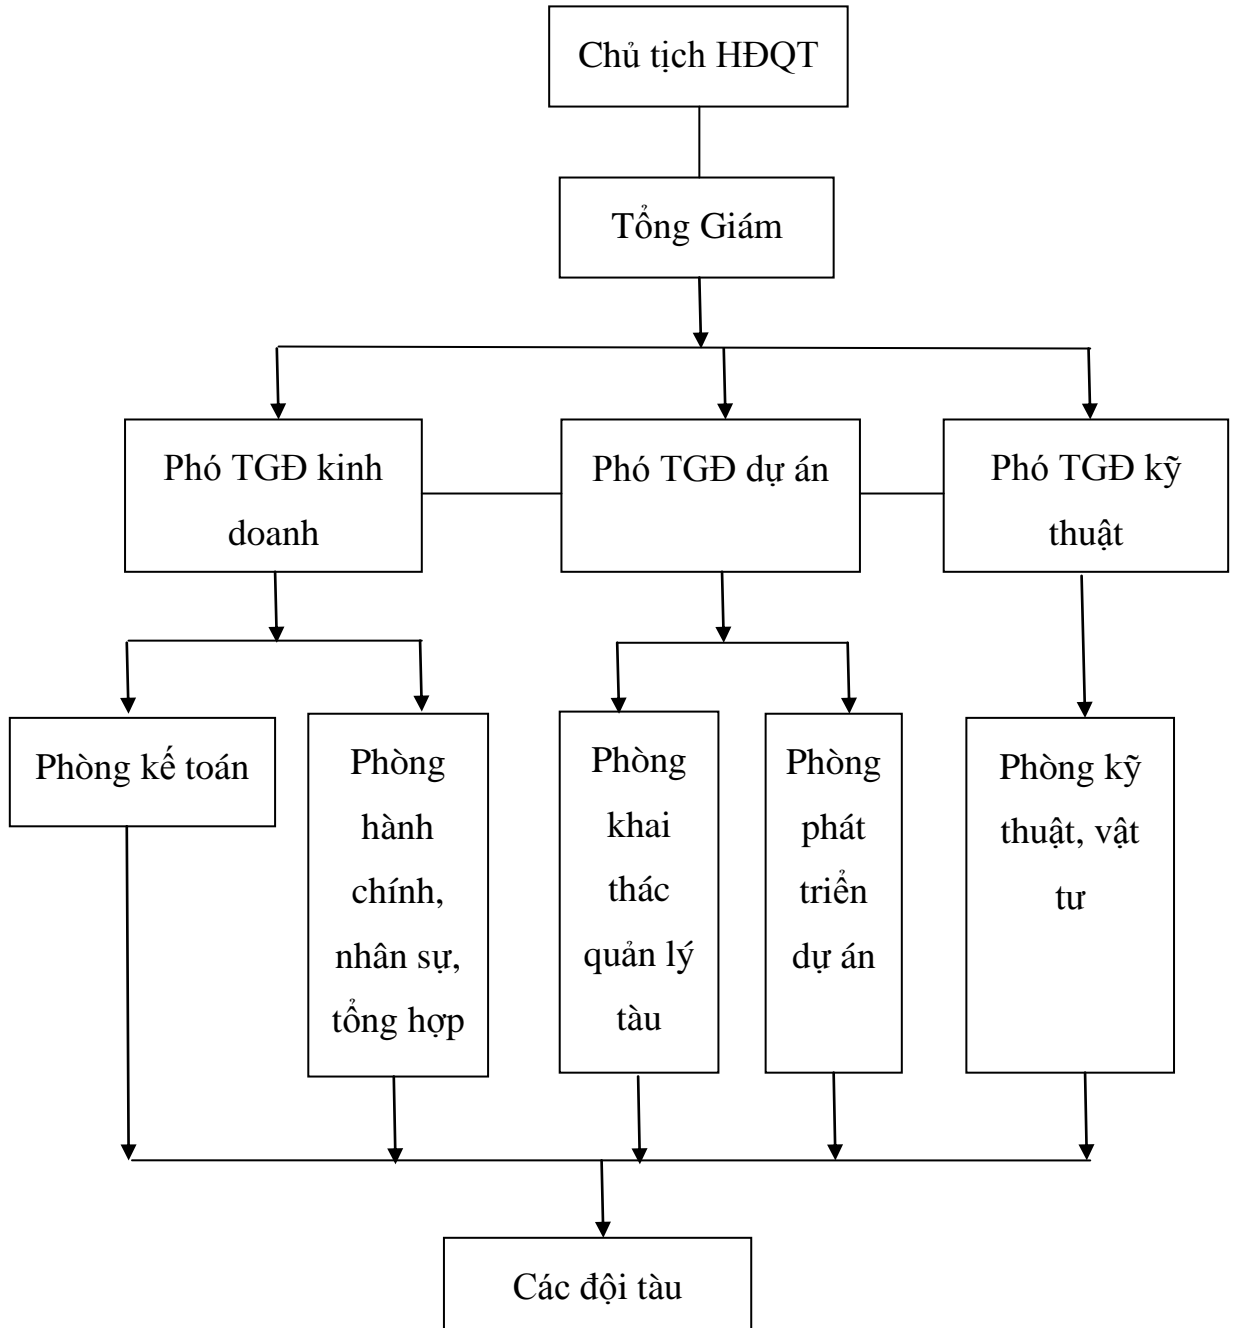 Chủ tịch HĐQT
Tổng Giám
Phó TGĐ kinh
doanh
Phó TGĐ dự án
Phó TGĐ kỹ
thuật
Phòng kế toán
Phòng
hành
chính,
nhân sự,
tổng hợp
Phòng
khai
thác
quản lý
tàu
Phòng
phát
triển
dự án
Phòng kỹ
thuật, vật
tư
Các đội tàu